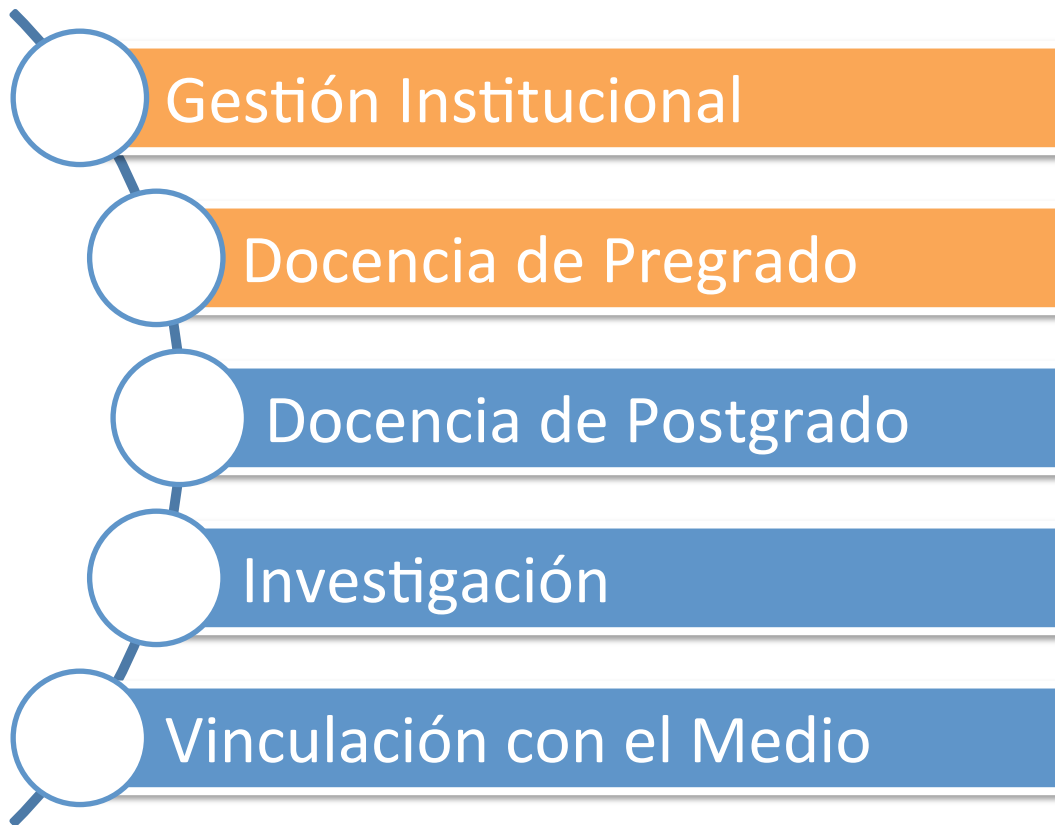 Gestión Institucional
Docencia de Pregrado
Docencia de Postgrado
Investigación
Vinculación con el Medio